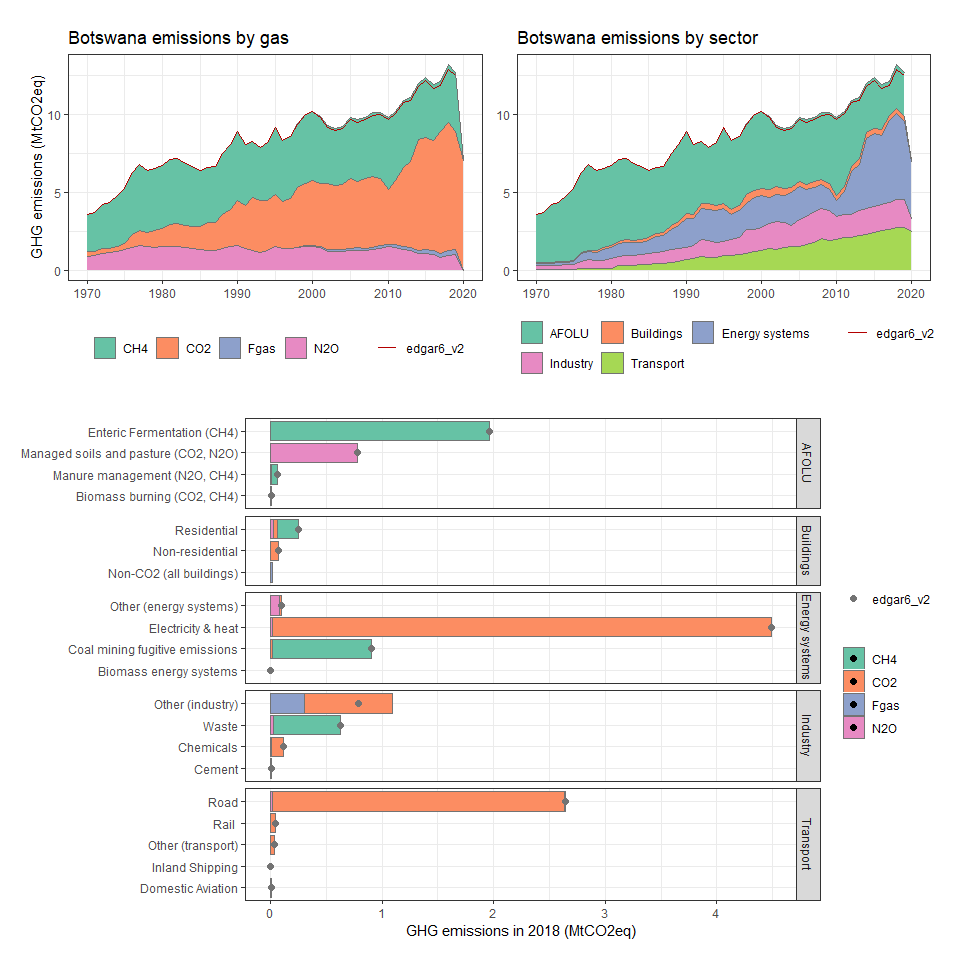 Botswana emissions by gas
GHG emissions (MtCO2eq)
10
5
0
1970 1980 1990 2000 2010 2020
CH4 CO2 Fgas N2O edgar6_v2
Botswana emissions by sector
10
5
0
1970 1980 1990 2000 2010 2020
AFOLU Buildings Energy systems edgar6_v2
Industry Transport
Enteric Fermentation (CH4)
Managed soils and pasture (CO2, N2O)
Manure management (N2O, CH4)
Biomass burning (CO2, CH4)
AFOLU
Residential
Non-residential
Non-CO2 (all buildings)
Buildings
Other (energy systems)
Electricity & heat
Coal mining fugitive emissions
Biomass energy systems
Energy systems
Other (industry)
Waste
Chemicals
Cement
Industry
Road
Rail
Other (transport)
Inland Shipping
Domestic Aviation
Transport
0 1 2 3 4
GHG emissions in 2018 (MtCO2eq)
edgar6_v2
CH4
CO2
Fgas
N2O